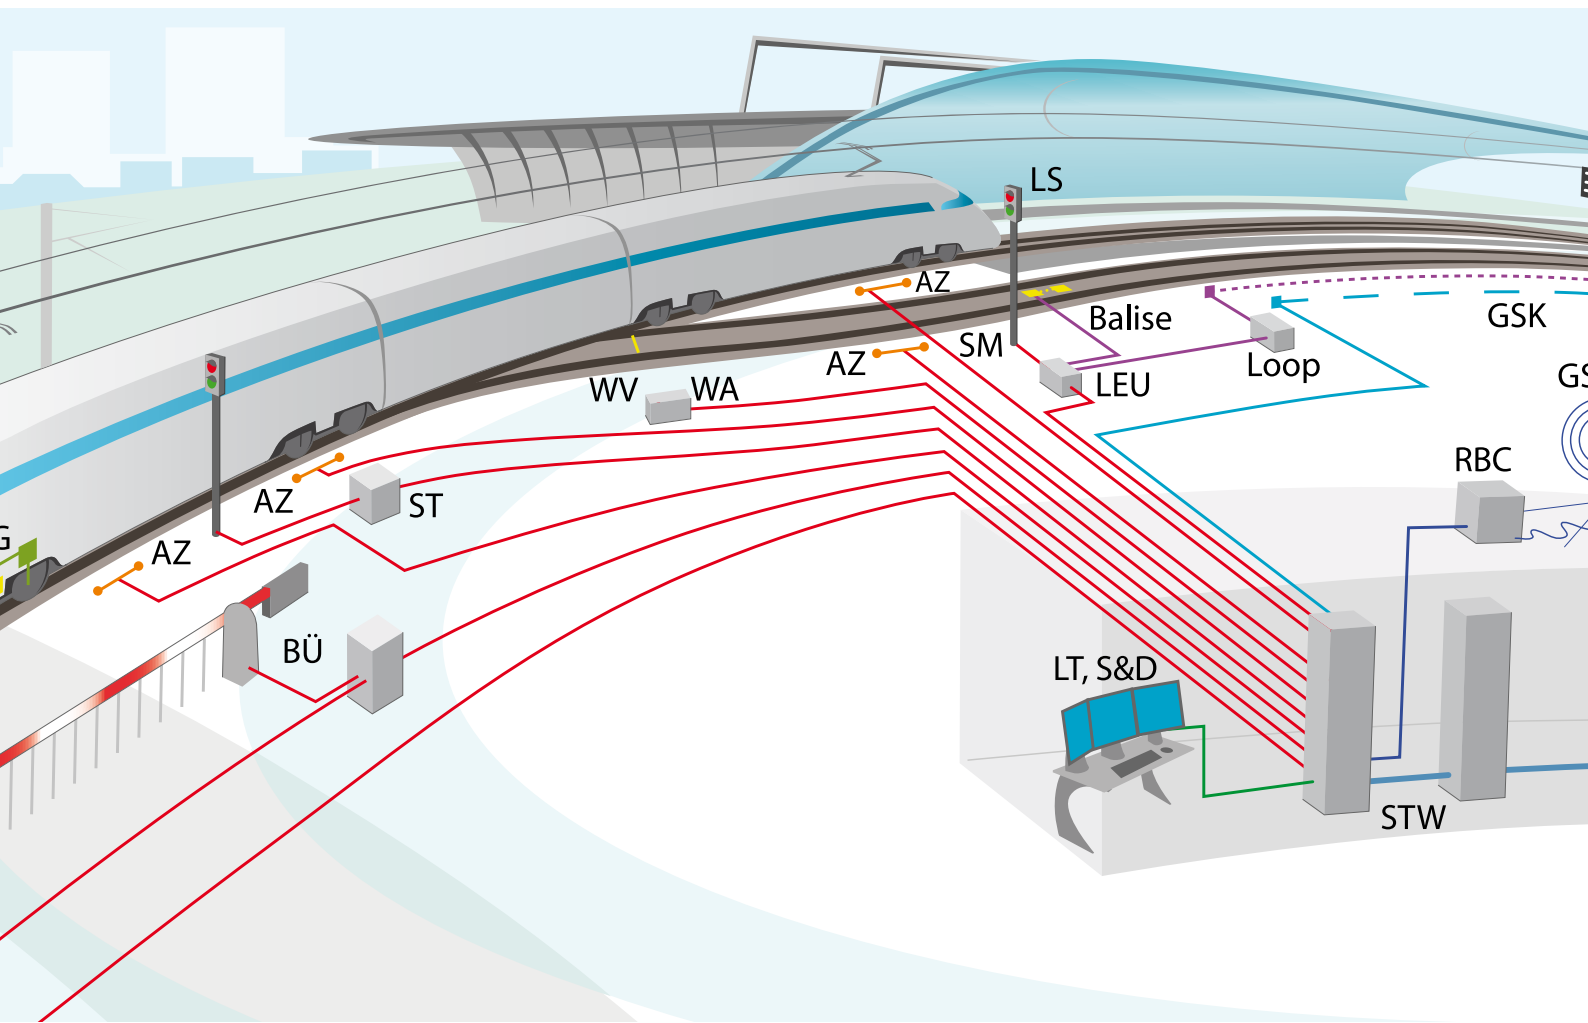 LS
AZ
Balise
GSK
SM
AZ
Loop
WV
WA
LEU
RBC
AZ
ST
AZ
BÜ
LT, S&D
STW